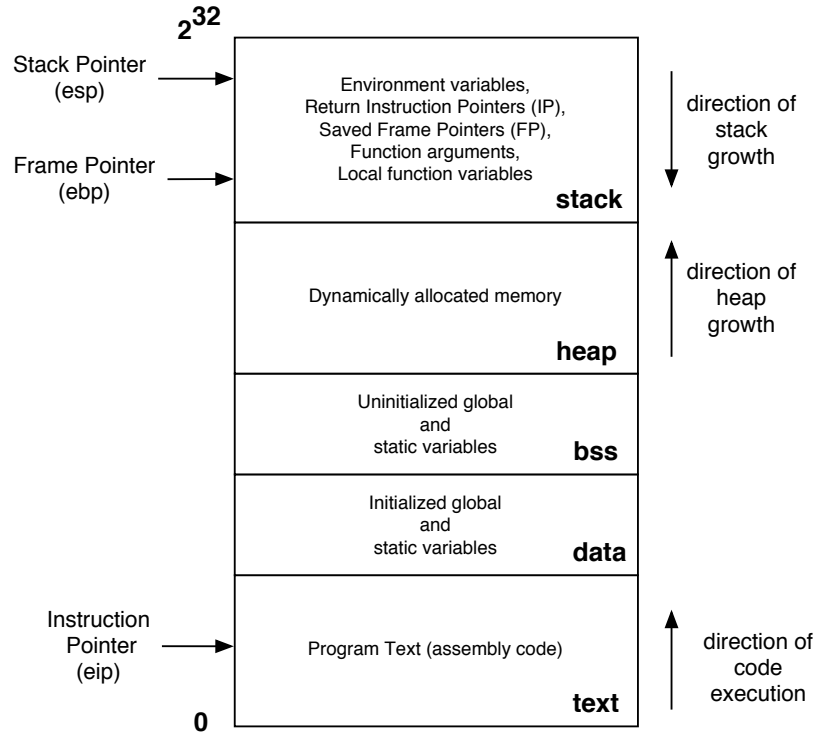 2^32
Stack Pointer
(esp)
Environment variables,
Return Instruction Pointers (IP),
Saved Frame Pointers (FP),
Function arguments,
Local function variables
stack
direction of
stack
growth
Frame Pointer
(ebp)
Dynamically allocated memory
heap
direction of
heap
growth
Uninitialized global
and
static variables
bss
Initialized global
and
static variables
data
Instruction
Pointer
(eip)
Program Text (assembly code)
text
direction of
code
execution
0